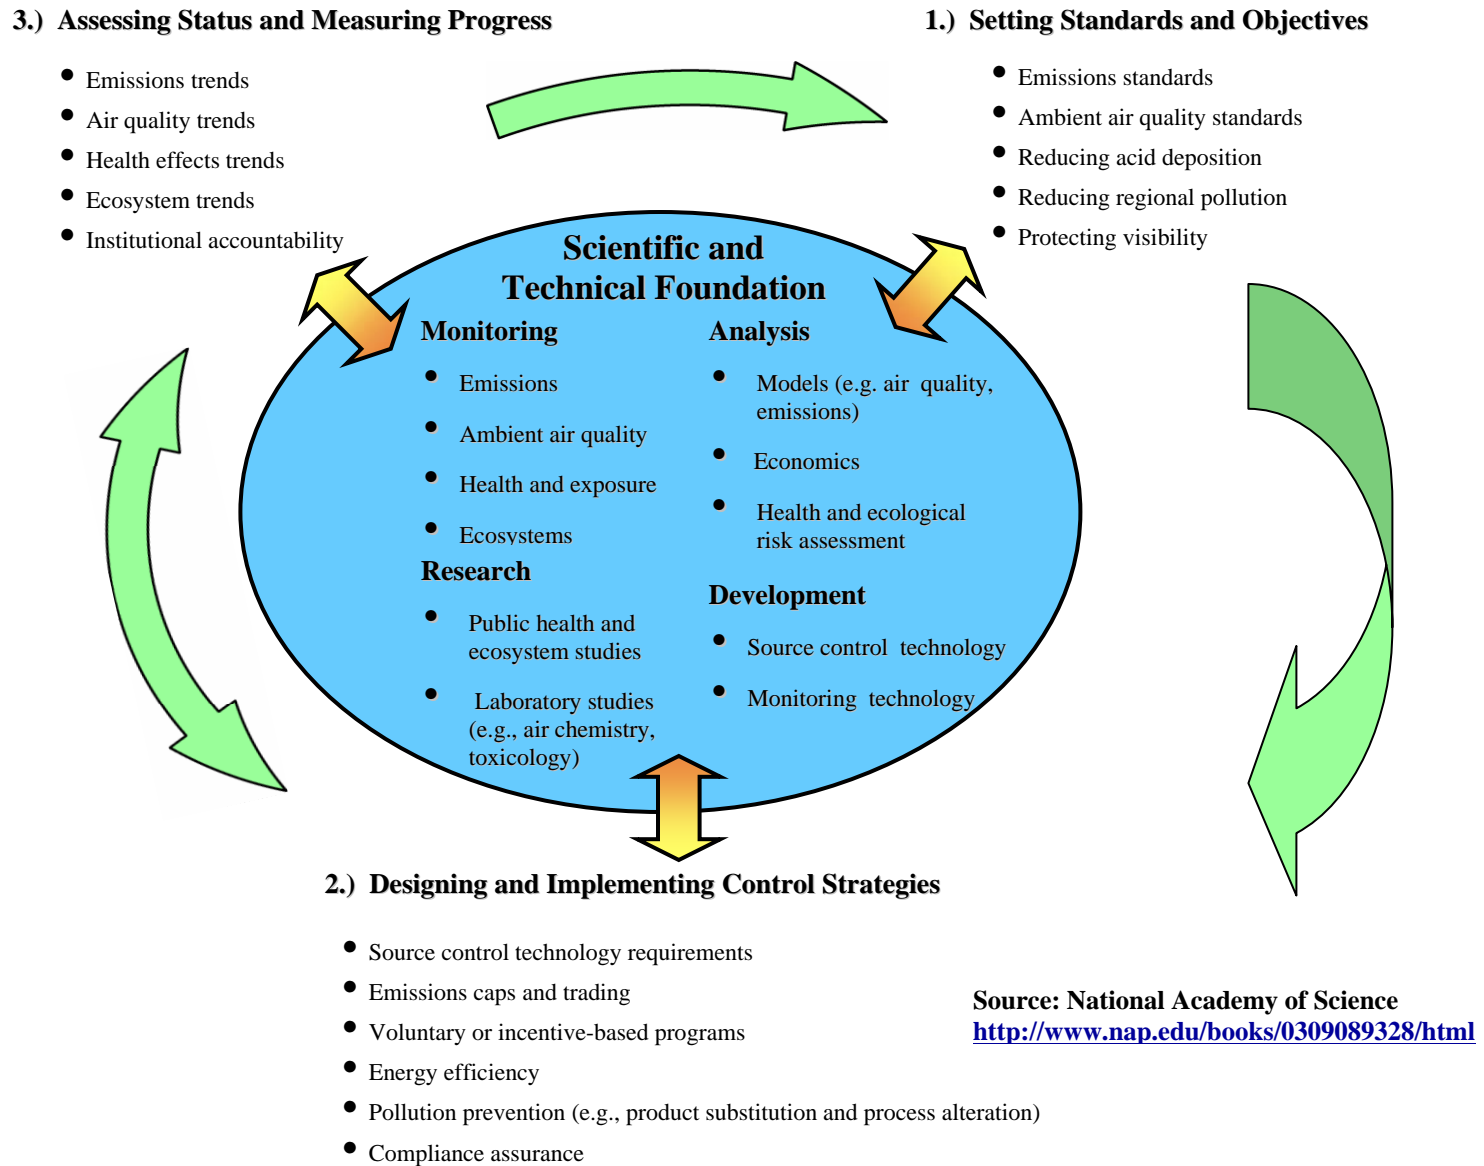 3.) Assessing Status and Measuring Progress
• Emissions trends
• Air quality trends
• Health effects trends
• Ecosystem trends
• Institutional accountability
1.) Setting Standards and Objectives
• Emissions standards
• Ambient air quality standards
• Reducing acid deposition
• Reducing regional pollution
• Protecting visibility
Scientific and
Technical Foundation
Monitoring
• Emissions
• Ambient air quality
• Health and exposure
• Ecosystems
Research
• Public health and
ecosystem studies
• Laboratory studies
(e.g., air chemistry,
toxicology)
Analysis
• Models (e.g. air quality,
emissions)
• Economics
• Health and ecological
risk assessment
Development
• Source control technology
• Monitoring technology
2.) Designing and Implementing Control Strategies
• Source control technology requirements
• Emissions caps and trading
• Voluntary or incentive-based programs
• Energy efficiency
• Pollution prevention (e.g., product substitution and process alteration)
• Compliance assurance
Source: National Academy of Science
http://www.nap.edu/books/0309089328/html